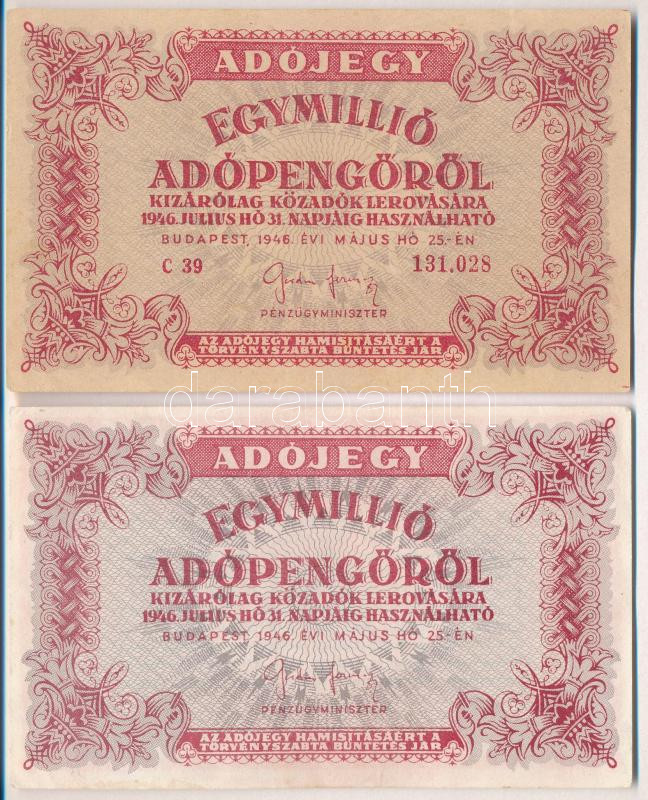 ADÓJEGY
EGYMILLIÓ
ADÓPENGŐRŐL
KIZÁRÓLAG KÖZADÓK LEROVÁSÁRA
1946. JULIUS HÓ 31. NAPJÁIG HASZNÁLHATÓ
BUDAPEST, 1946. ÉVI MÁJUS HÓ 25.-ÉN
C 39 131,028
PÉNZÜGYMINISZTER
AZ ADÓJEGY HAMISITÁSÁÉRT A
TÖRVÉNYSZABTA BÜNTETÉS JÁR
darabanth
ADÓJEGY
EGYMILLIÓ
ADÓPENGŐRŐL
KIZÁRÓLAG KÖZADÓK LEROVÁSÁRA
1946. JULIUS HÓ 31. NAPJÁIG HASZNÁLHATÓ
BUDAPEST, 1946. ÉVI MÁJUS HÓ 25.-ÉN
PÉNZÜGYMINISZTER
AZ ADÓJEGY HAMISITÁSÁÉRT A
TÖRVÉNYSZABTA BÜNTETÉS JÁR